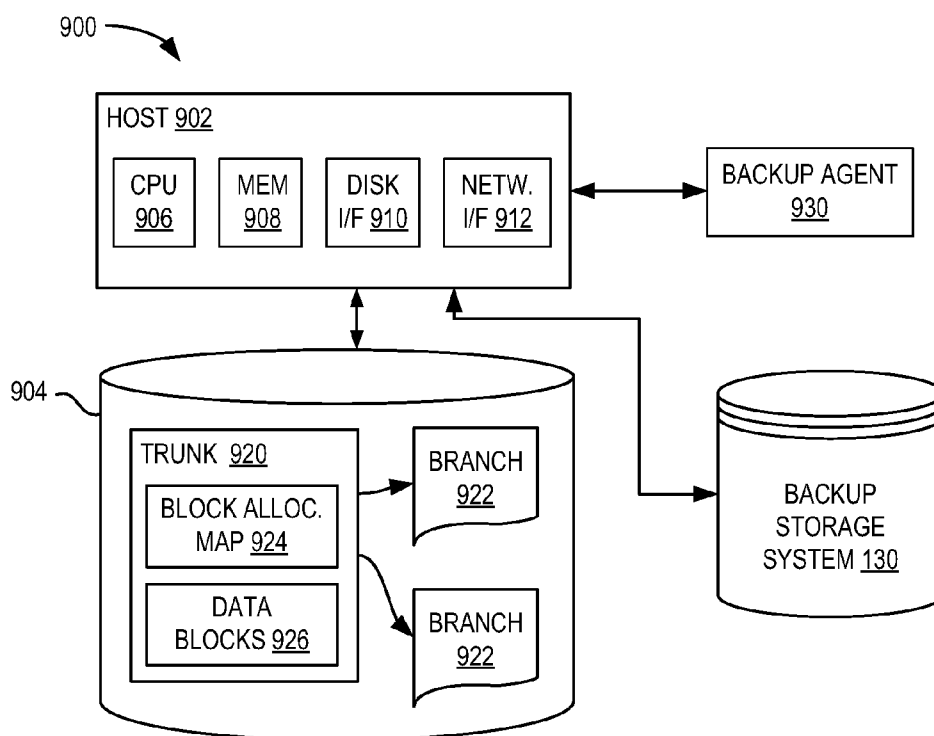 900
HOST 902
CPU
906
MEM
908
DISK
I/F 910
NETW.
I/F 912
BACKUP AGENT
930
904
TRUNK 920
BLOCK ALLOC.
MAP 924
DATA
BLOCKS 926
BRANCH
922
BRANCH
922
BACKUP
STORAGE
SYSTEM 130